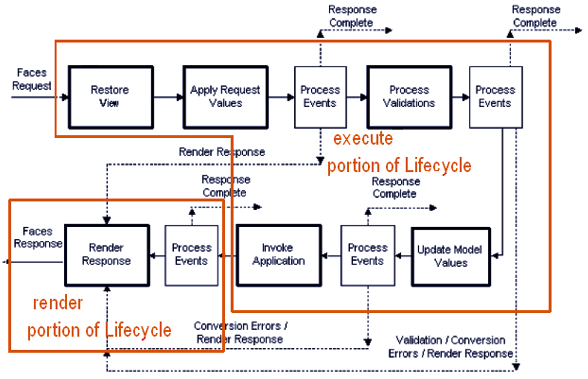 Response
Complete
Response
Complete
Faces
Request
Restore
View
Apply Request
Values
Process
Events
Process
Validations
Process
Events
execute
portion of Lifecycle
Render Response
Response
Complete
Response
Complete
Faces
Response
Render
Response
Process
Events
Invoke
Application
Process
Events
Update Model
Values
render
portion of Lifecycle
Conversion Errors /
Render Response
Validation / Conversion
Errors / Render Response